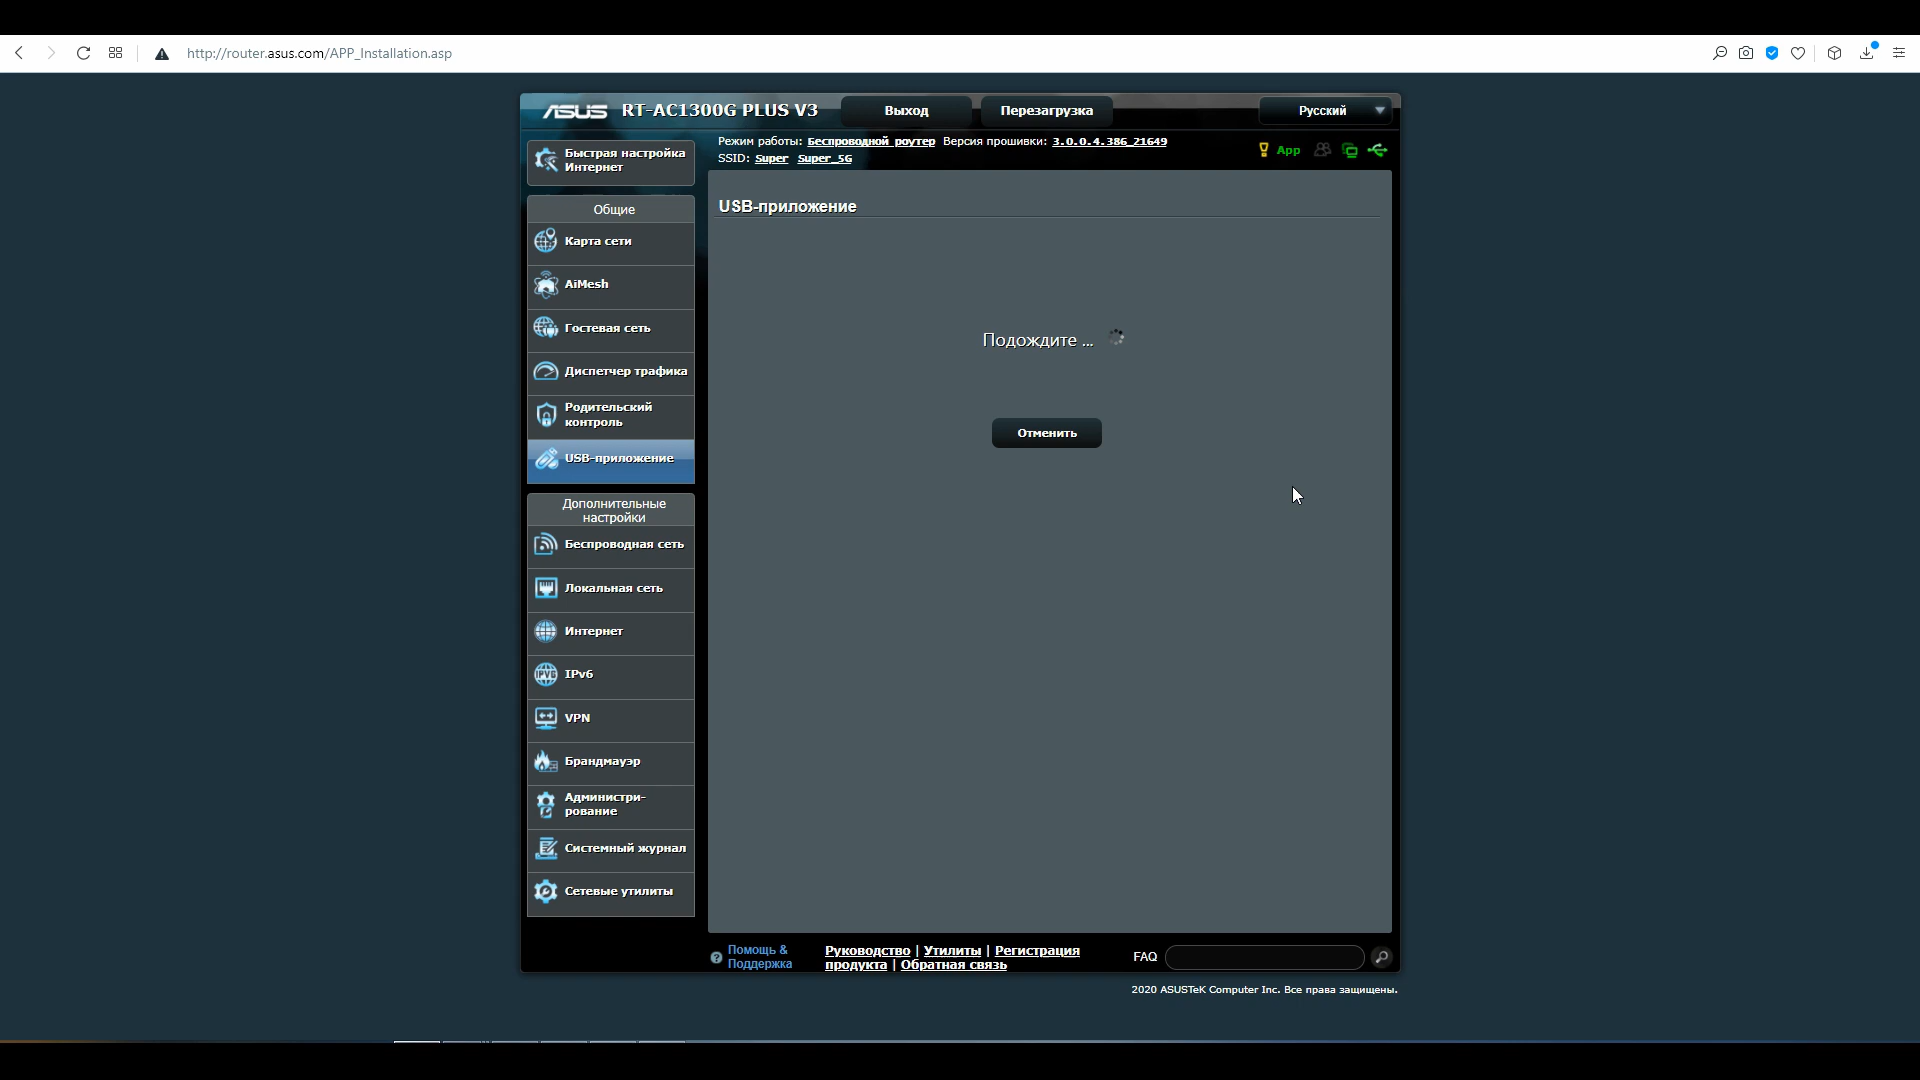 http://router.asus.com/APP_Installation.asp
ASUS RT-AC1300G PLUS V3 Выход Перезагрузка Русский
Режим работы: Беспроводной роутер Версия прошивки: 3.0.0.4.386_21649
SSID: Super Super_5G
App
Быстрая настройка
Интернет
Общие
Карта сети
AiMesh
Гостевая сеть
Диспетчер трафика
Родительский
контроль
USB-приложение
Дополнительные
настройки
Беспроводная сеть
Локальная сеть
Интернет
IPv6
VPN
Брандмауэр
Администри-
рование
Системный журнал
Сетевые утилиты
USB-приложение
Подождите ...
Отменить
Помощь &
Поддержка
Руководство | Утилиты | Регистрация
продукта | Обратная связь
FAQ
2020 ASUSTeK Computer Inc. Все права защищены.